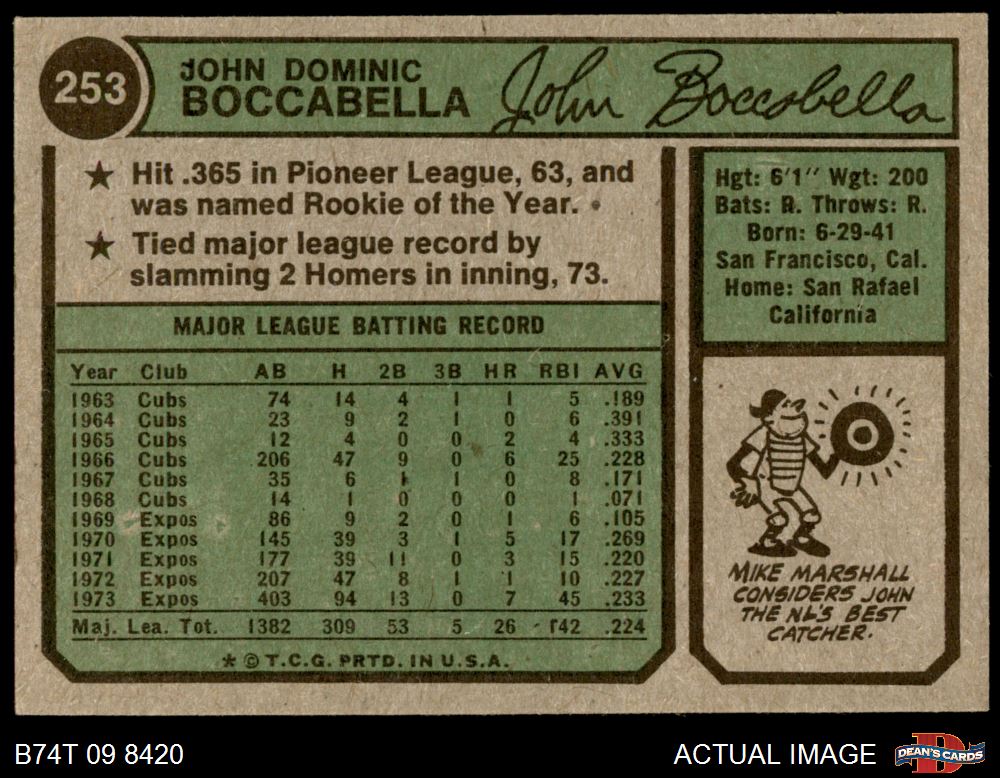 253
JOHN DOMINIC
BOCCABELLA
John Boccabella
★ Hit .365 in Pioneer League, 63, and
was named Rookie of the Year.
★ Tied major league record by
slamming 2 Homers in inning, 73.
MAJOR LEAGUE BATTING RECORD
Year Club AB H 2B 3B HR RBI AVG
1963 Cubs 74 14 4 1 1 5 .189
1964 Cubs 23 9 2 1 0 6 .391
1965 Cubs 12 4 0 0 2 4 .333
1966 Cubs 206 47 9 0 6 25 .228
1967 Cubs 35 6 1 1 0 8 .171
1968 Cubs 14 1 0 0 0 1 .071
1969 Expos 86 9 2 0 1 6 .105
1970 Expos 145 39 3 1 5 17 .269
1971 Expos 177 39 11 0 3 15 .220
1972 Expos 207 47 8 1 1 10 .227
1973 Expos 403 94 13 0 7 45 .233
Maj. Lea. Tot. 1382 309 53 5 26 142 .224
* © T.C.G. PRTD. IN U.S.A.
Hgt: 6'1" Wgt: 200
Bats: R. Throws: R.
Born: 6-29-41
San Francisco, Cal.
Home: San Rafael
California
MIKE MARSHALL
CONSIDERS JOHN
THE NL'S BEST
CATCHER.
B74T 09 8420
ACTUAL IMAGE
DEAN'S CARDS